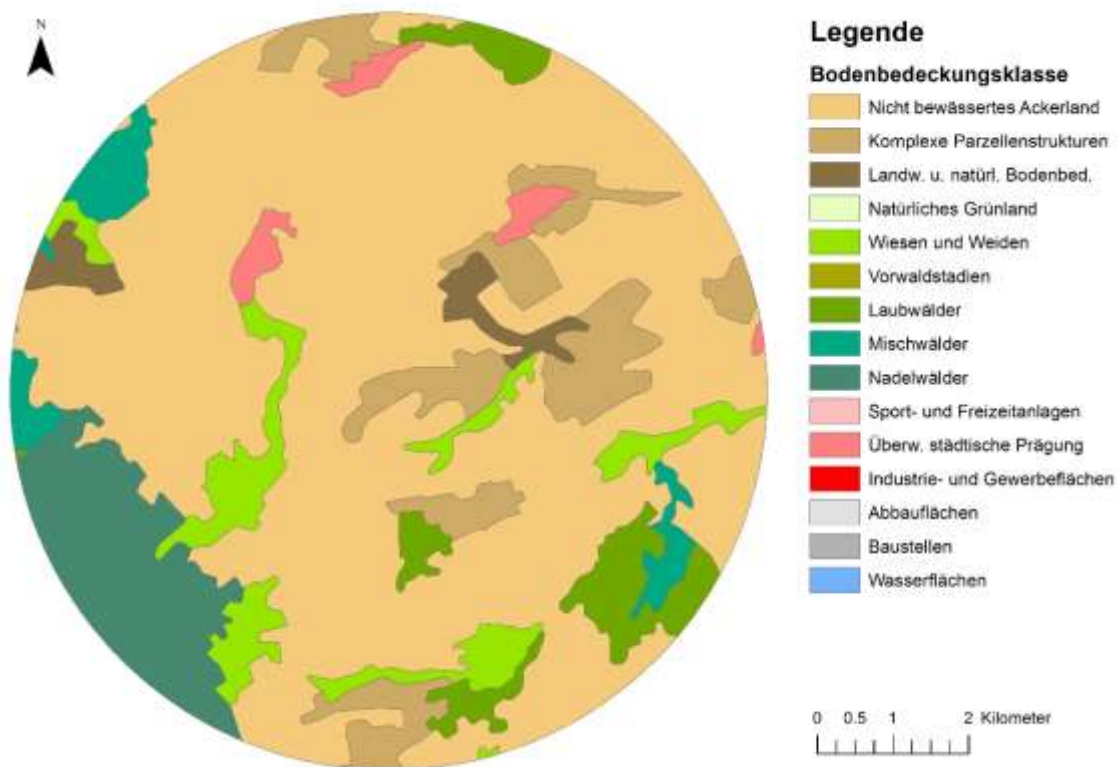 N
Legende
Bodenbedeckungsklasse
Nicht bewässertes Ackerland
Komplexe Parzellenstrukturen
Landw. u. natürl. Bodenbed.
Natürliches Grünland
Wiesen und Weiden
Vorwaldstadien
Laubwälder
Mischwälder
Nadelwälder
Sport- und Freizeitanlagen
Überw. städtische Prägung
Industrie- und Gewerbeflächen
Abbauflächen
Baustellen
Wasserflächen
0 0.5 1 2 Kilometer